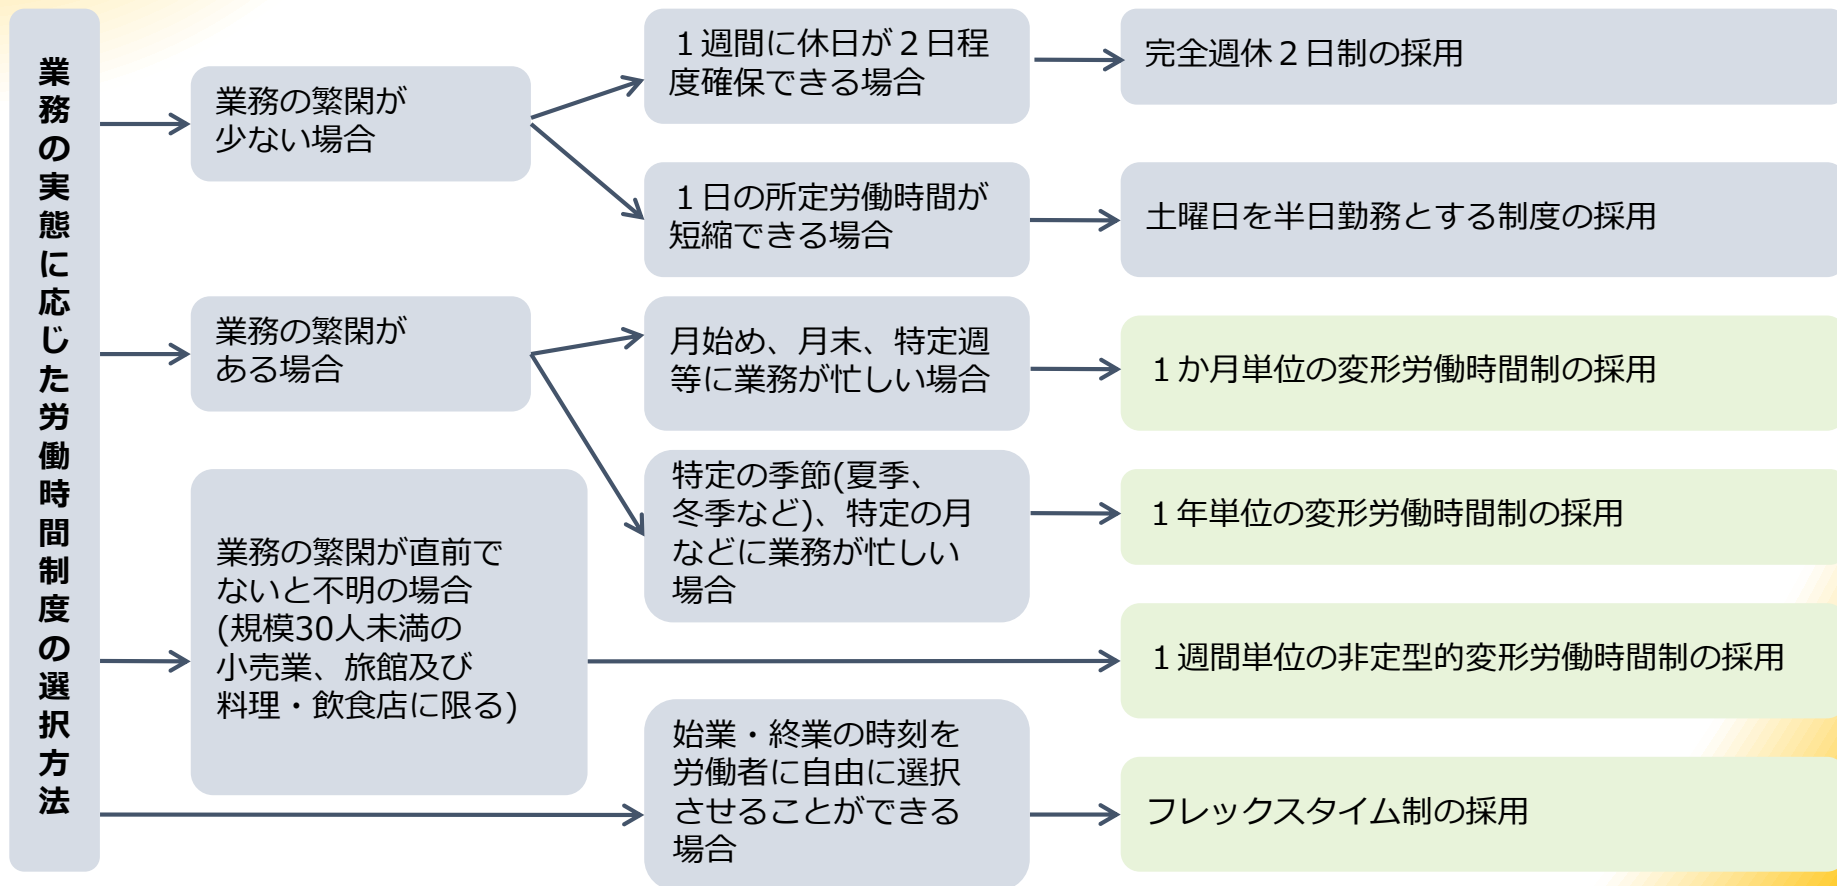 業務の実態に応じた労働時間制度の選択方法
業務の繁閑が
少ない場合
１週間に休日が２日程
度確保できる場合
完全週休２日制の採用
１日の所定労働時間が
短縮できる場合
土曜日を半日勤務とする制度の採用
業務の繁閑が
ある場合
月始め、月末、特定週
等に業務が忙しい場合
１か月単位の変形労働時間制の採用
特定の季節(夏季、
冬季など)、特定の月
などに業務が忙しい
場合
１年単位の変形労働時間制の採用
業務の繁閑が直前で
ないと不明の場合
(規模30人未満の
小売業、旅館及び
料理・飲食店に限る)
１週間単位の非定型的変形労働時間制の採用
始業・終業の時刻を
労働者に自由に選択
させることができる
場合
フレックスタイム制の採用